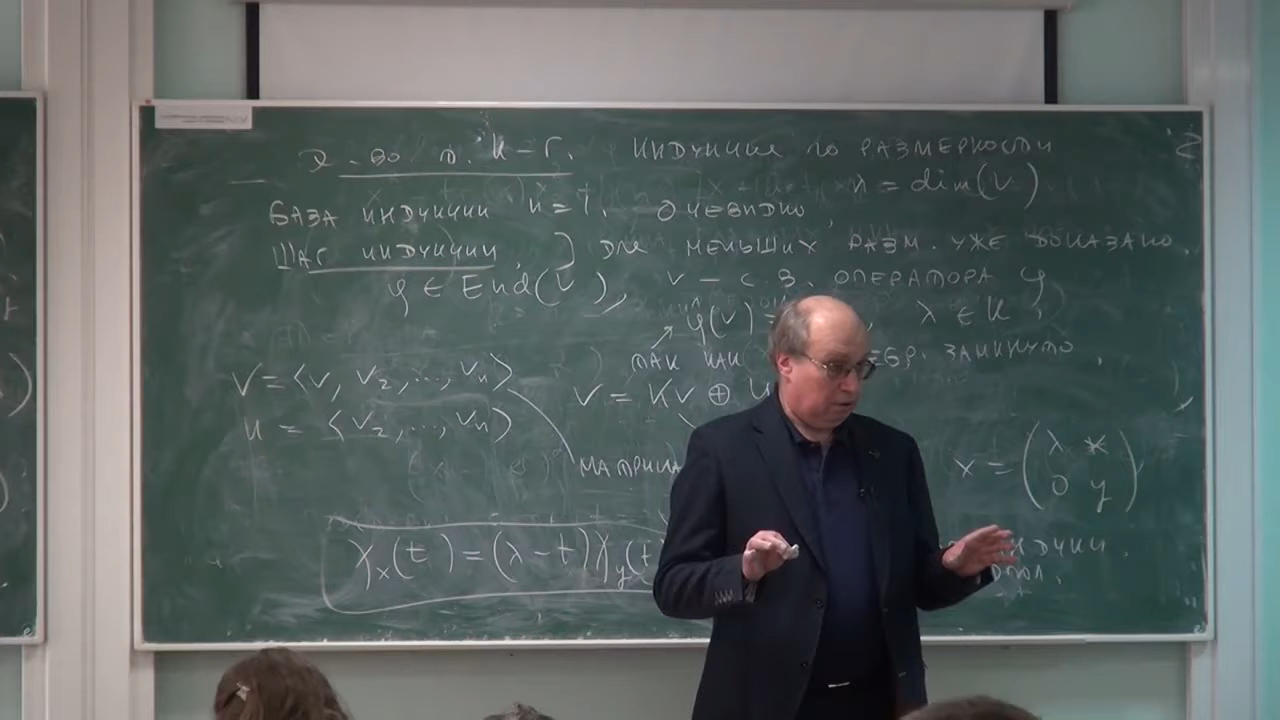 Д-во т. К-Г. ИНДУКЦИЯ ПО РАЗМЕРНОСТИ
n = dim(V)
БАЗА ИНДУКЦИИ n=1. ОЧЕВИДНО,
ШАГ ИНДУКЦИИ, ] ДЛЯ МЕНЬШИХ РАЗМ. УЖЕ ДОКАЗАНО.
φ ∈ End(V), v – С.З. ОПЕРАТОРА φ
φ(v) = , λ ∈ K,
ТАК КАК ЗАМКНУТО,
V = ⟨v, v₂, ..., vₙ⟩ V = Kv ⊕ U
U = ⟨v₂, ..., vₙ⟩
МАТРИЦА x = (λ * 0 y)
χₓ(t) = (λ-t)χ_y(t